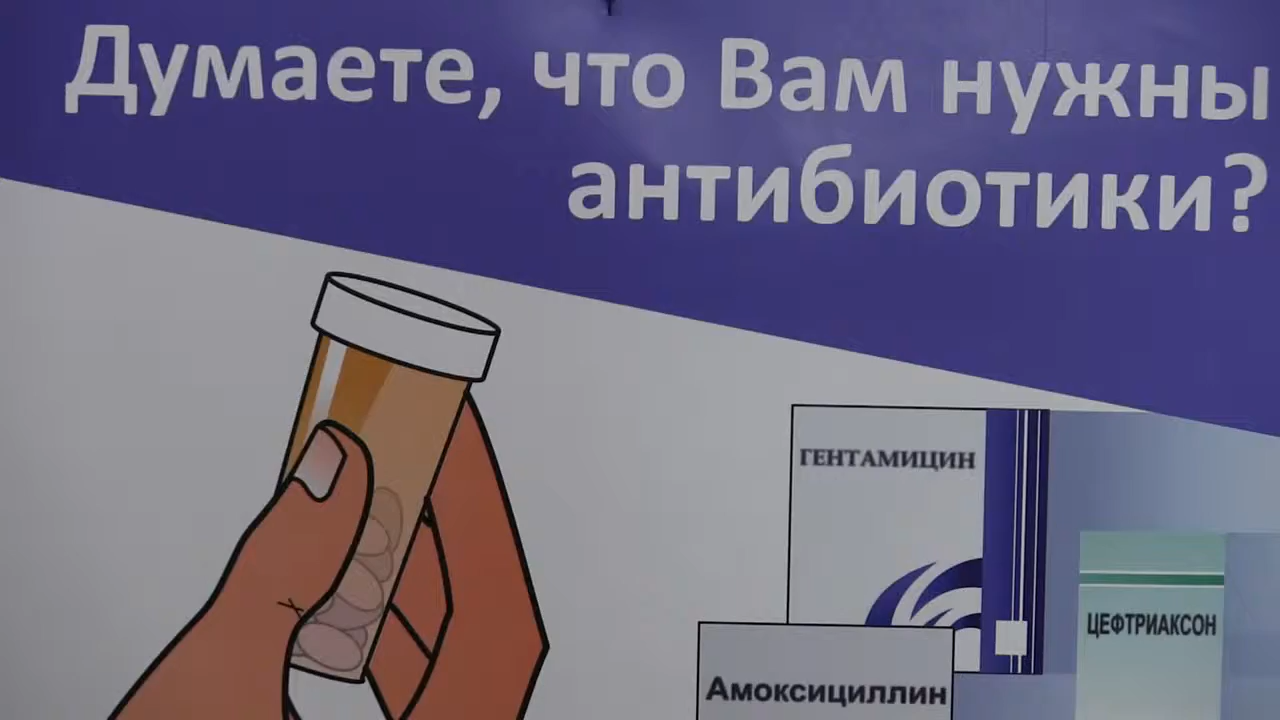 Думаете, что Вам нужны
антибиотики?
ГЕНТАМИЦИН
ЦЕФТРИАКСОН
Амоксициллин